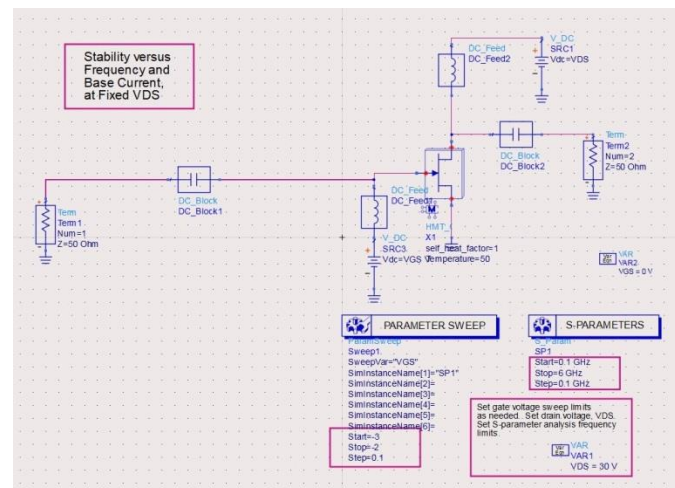 Stability versus
Frequency and
Base Current,
at Fixed VDS
DC_Feed
DC_Feed2
V_DC
SRC1
Vdc=VDS
DC_Block
DC_Block2
Term
Term2
Num=2
Z=50 Ohm
DC_Block
DC_Block1
Term
Term1
Num=1
Z=50 Ohm
DC_Feed
DC_Feed1
V_DC
SRC3
Vdc=VGS V
X1
self_heat_factor=1
Temperature=50
Var
Eqn
VAR
VAR2
VGS = 0 V
PARAMETER SWEEP
ParamSweep
Sweep1
SweepVar="VGS"
SimInstanceName[1]="SP1"
SimInstanceName[2]=
SimInstanceName[3]=
SimInstanceName[4]=
SimInstanceName[5]=
SimInstanceName[6]=
Start=-3
Stop=-2
Step=0.1
S-PARAMETERS
S_Param
SP1
Start=0.1 GHz
Stop=6 GHz
Step=0.1 GHz
Set gate voltage sweep limits
as needed. Set drain voltage, VDS.
Set S-parameter analysis frequency
limits.
Var
Eqn
VAR
VAR1
VDS = 30 V